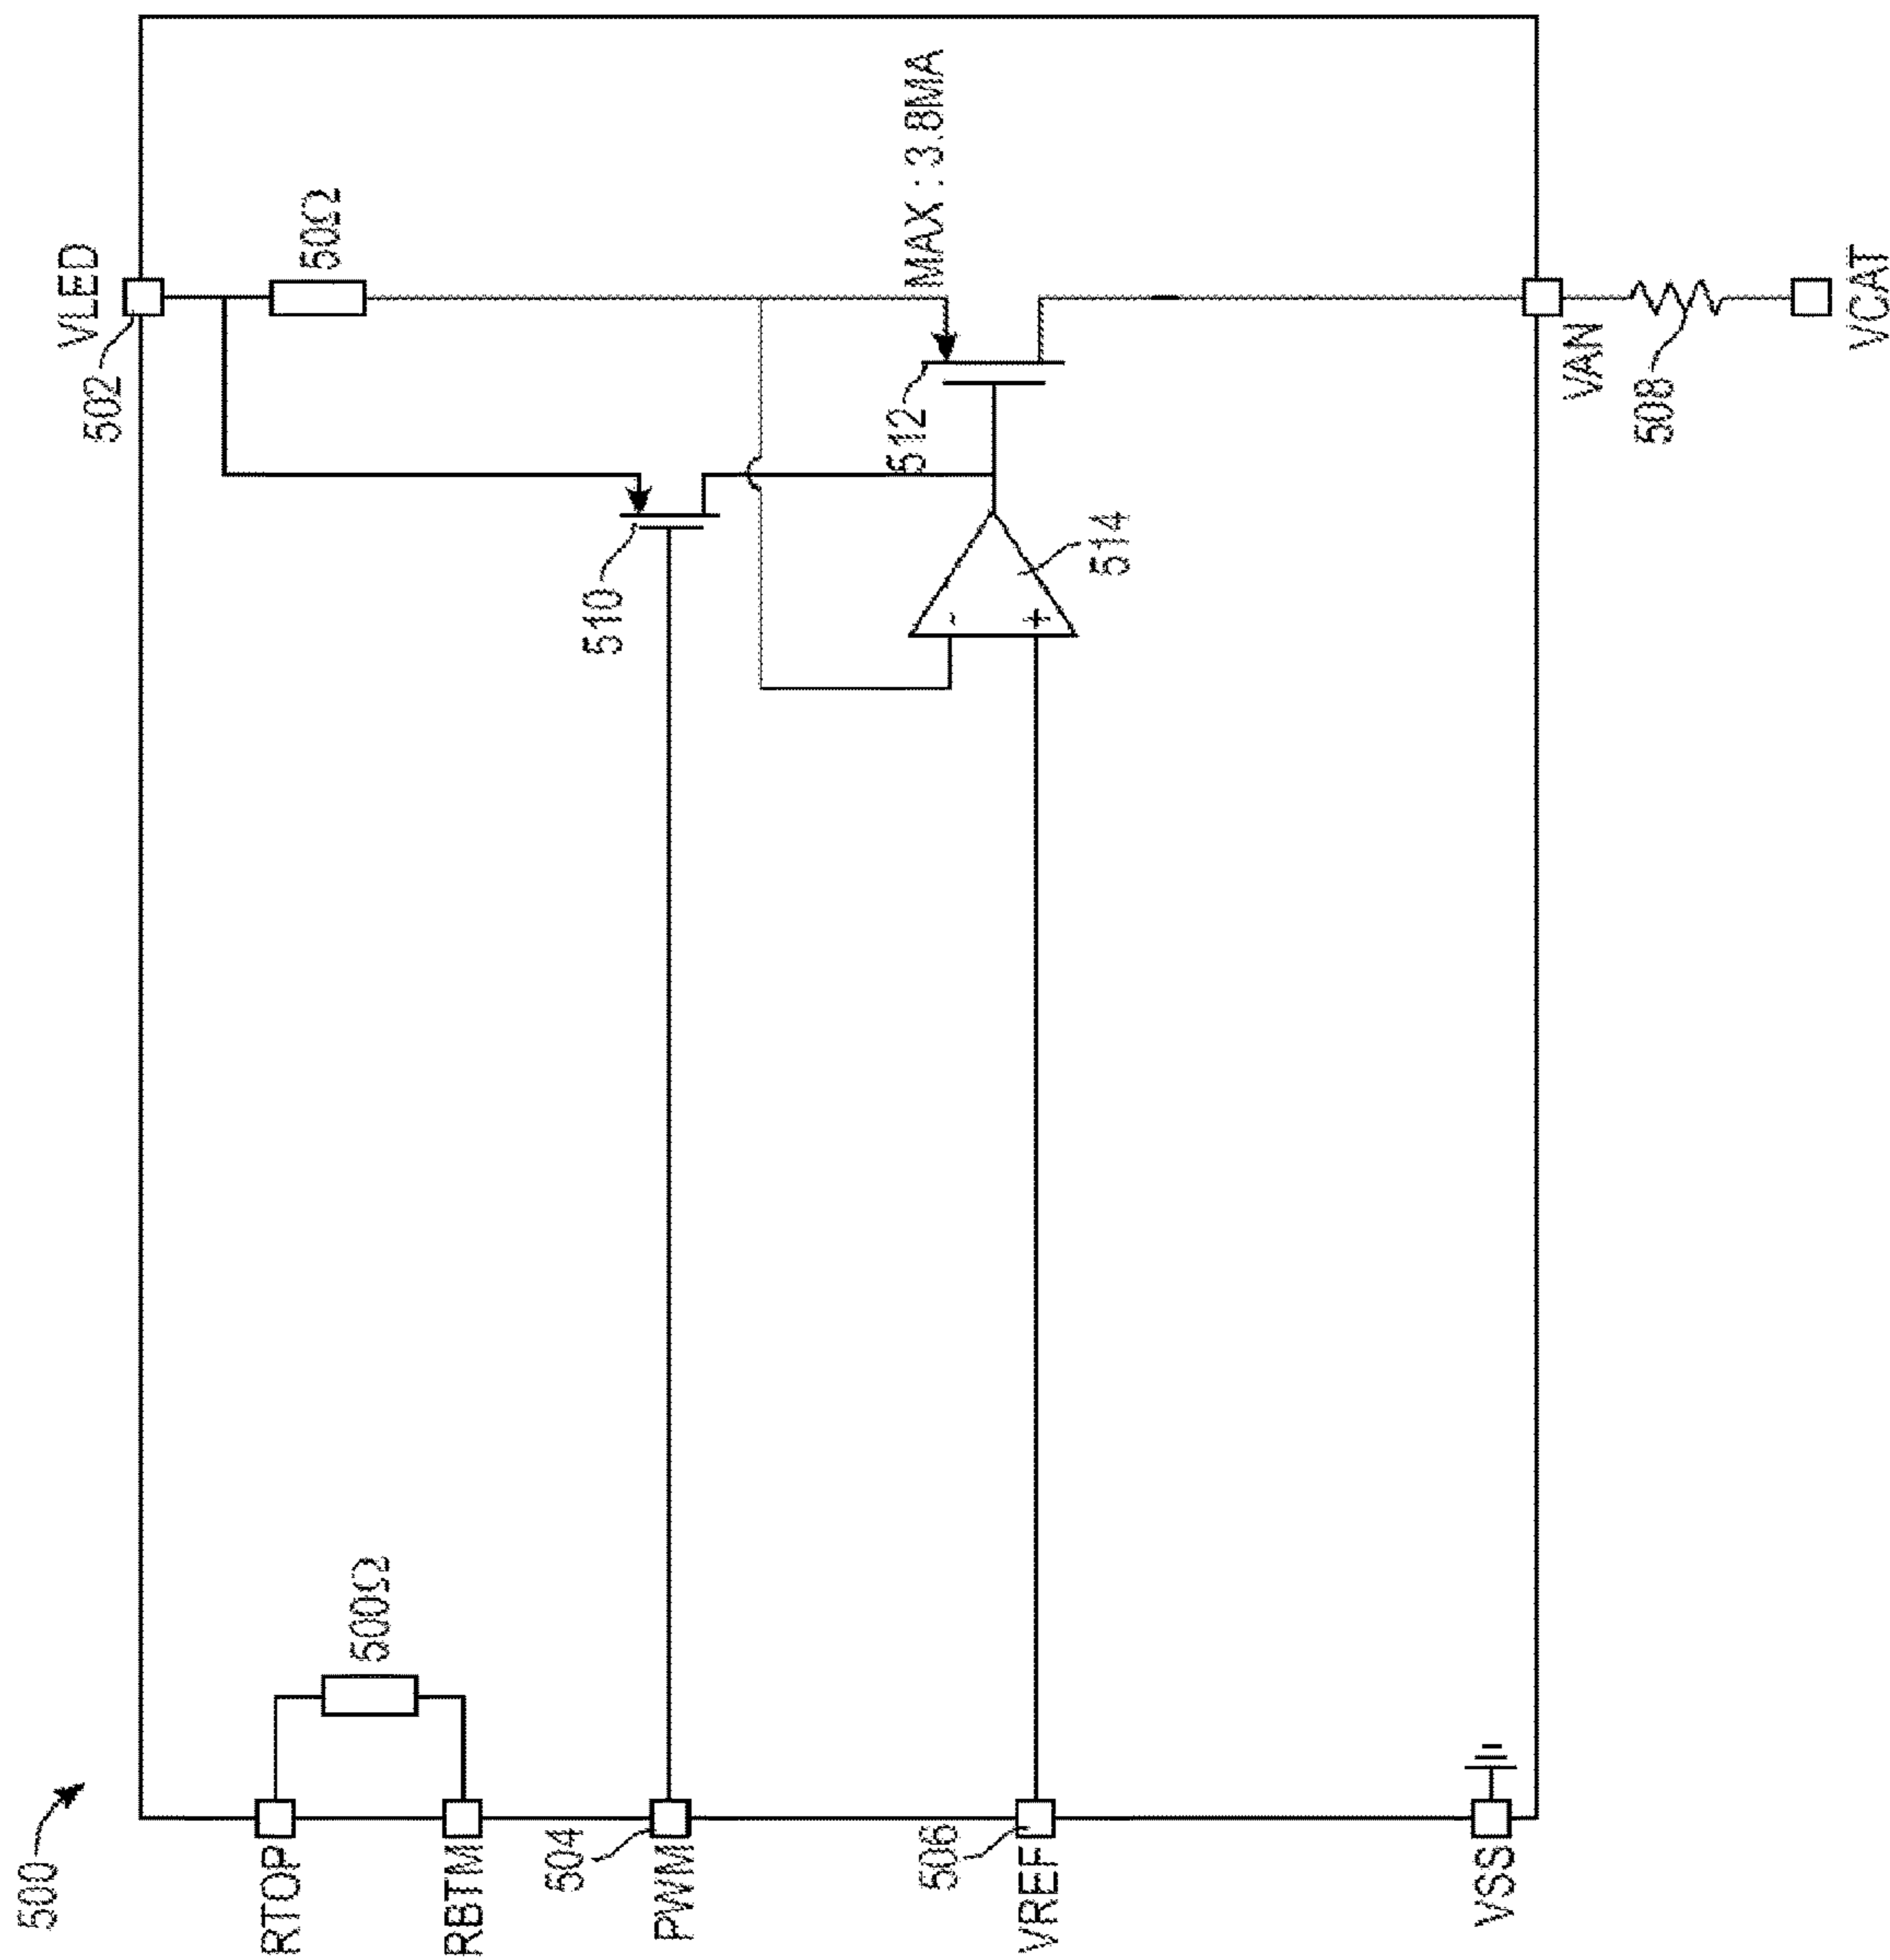 500
RTOP
RBTM
504
PWM
506
VREF
VSS
500Ω
VLED
502
50Ω
510
512
MAX : 3.8MA
-
+
514
VAN
508
VCAT